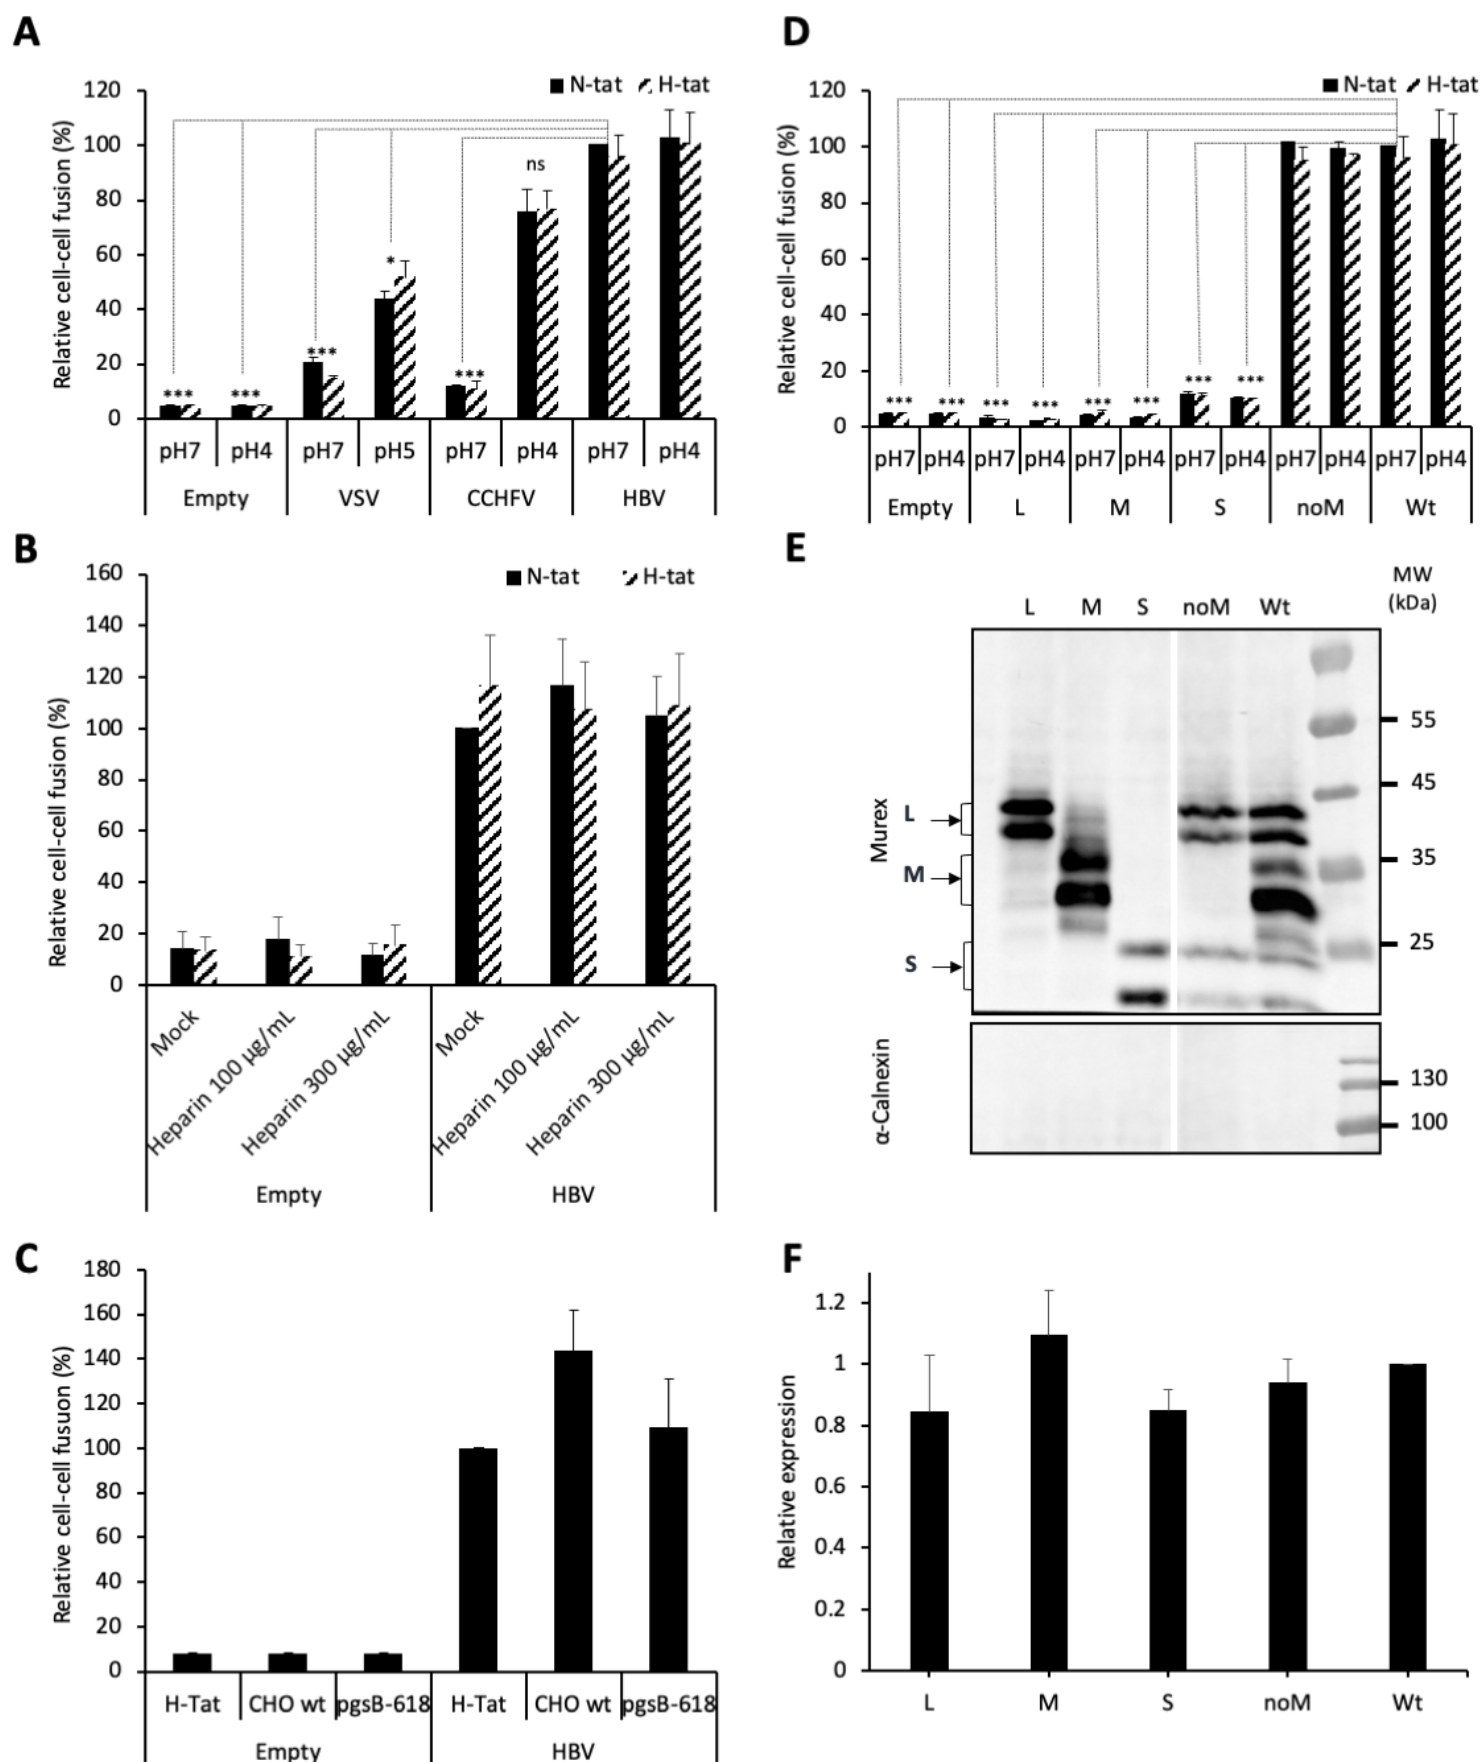 A
N-tat H-tat
Relative cell-cell fusion (%)
120
100
80
60
40
20
0
*** *** *** * *** ns
pH7 pH4 pH7 pH5 pH7 pH4 pH7 pH4
Empty VSV CCHFV HBV
D
N-tat H-tat
Relative cell-cell fusion (%)
120
100
80
60
40
20
0
*** *** *** *** *** *** *** ***
pH7 pH4 pH7 pH4 pH7 pH4 pH7 pH4 pH7 pH4 pH7 pH4
Empty L M S noM Wt
B
N-tat H-tat
Relative cell-cell fusion (%)
160
140
120
100
80
60
40
20
0
Mock
Heparin 100 µg/mL
Heparin 300 µg/mL
Mock
Heparin 100 µg/mL
Heparin 300 µg/mL
Empty HBV
E
MW
(kDa)
L M S noM Wt
Murex
L
M
S
55
45
35
25
α-Calnexin
130
100
C
Relative cell-cell fusuon (%)
180
160
140
120
100
80
60
40
20
0
H-Tat CHO wt pgsB-618 H-Tat CHO wt pgsB-618
Empty HBV
F
Relative expression
1.2
1
0.8
0.6
0.4
0.2
0
L M S noM Wt